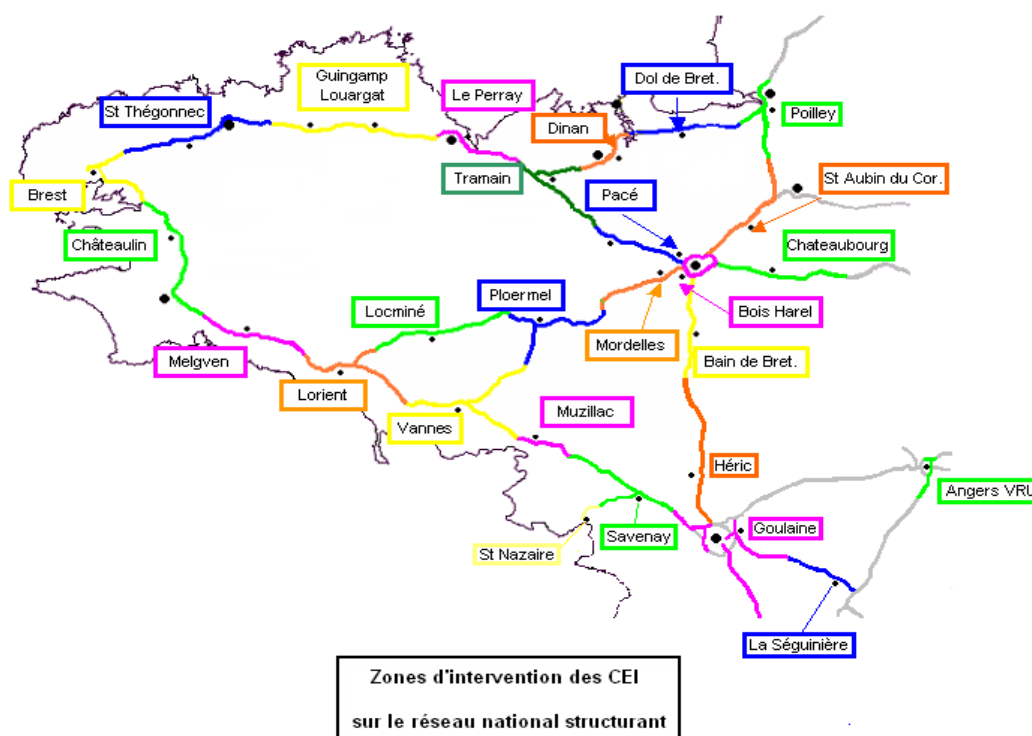 Guingamp
Louargat
Le Perray
Dol de Bret.
St Thégonnec
Dinan
Poilley
Brest
Tramain
Pacé
St Aubin du Cor.
Châteaulin
Chateaubourg
Locminé
Ploermel
Bois Harel
Melgven
Mordelles
Bain de Bret.
Lorient
Vannes
Muzillac
Héric
Angers VRU
St Nazaire
Savenay
Goulaine
La Séguinière
Zones d'intervention des CEI
sur le réseau national structurant